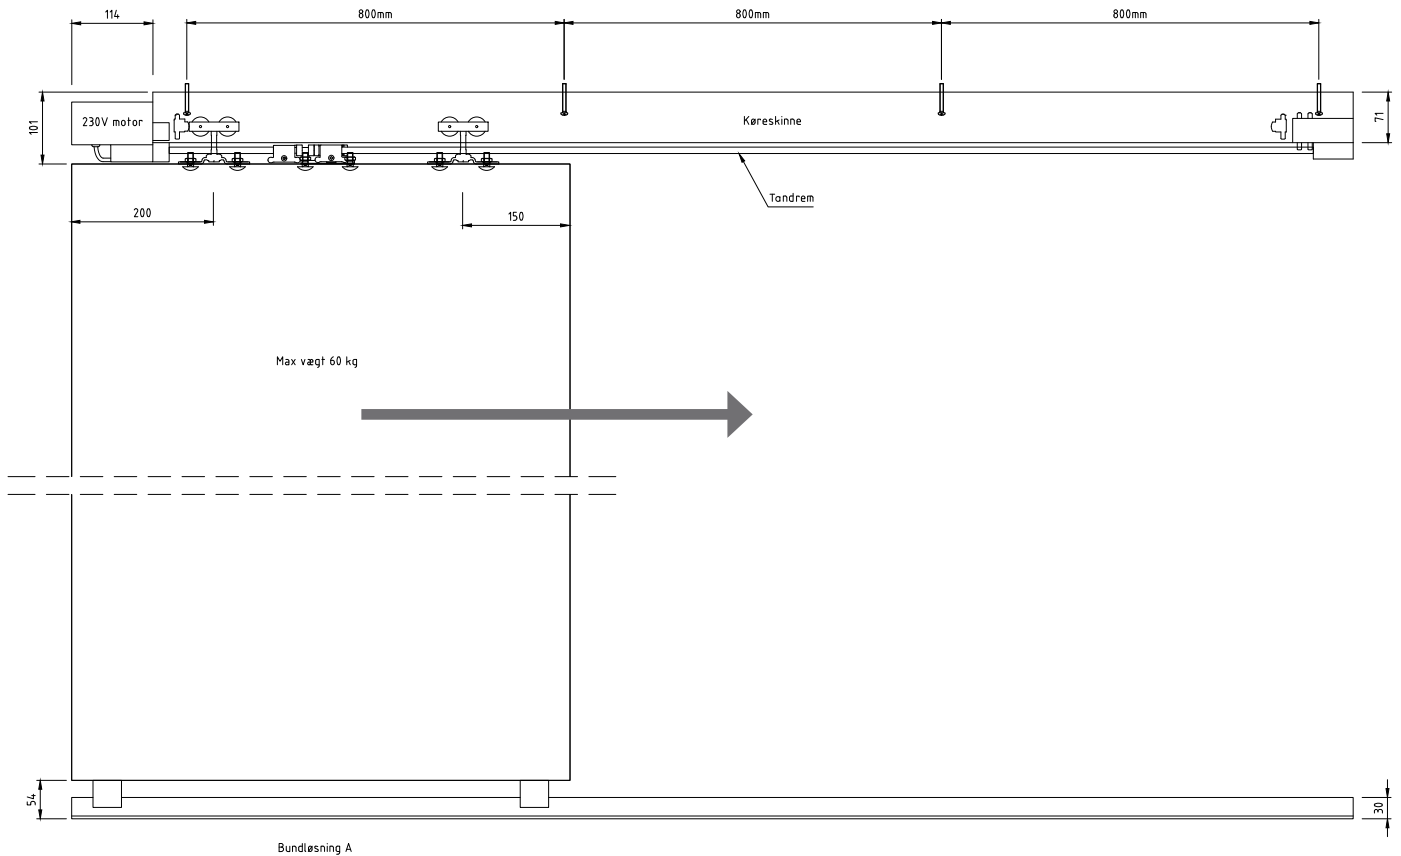 114
800mm
800mm
800mm
101
230V motor
Køreskinne
71
Tandrem
200
150
Max vægt 60 kg
54
30
Bundløsning A